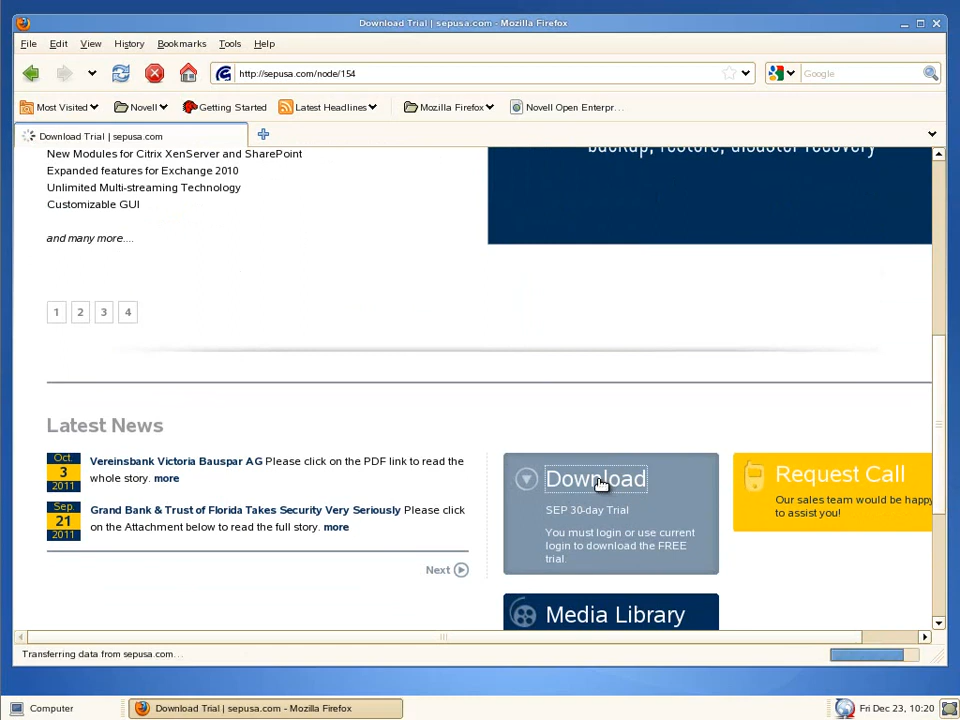 Download Trial | sepusa.com - Mozilla Firefox
File Edit View History Bookmarks Tools Help
http://sepusa.com/node/154
Google
Most Visited Novell Getting Started Latest Headlines Mozilla Firefox Novell Open Enterpr...
Download Trial | sepusa.com
New Modules for Citrix XenServer and SharePoint
backup, restore, disaster recovery
Expanded features for Exchange 2010
Unlimited Multi-streaming Technology
Customizable GUI
and many more....
1 2 3 4
Latest News
Oct. 3 2011
Vereinsbank Victoria Bauspar AG Please click on the PDF link to read the
whole story. more
Sep. 21 2011
Grand Bank & Trust of Florida Takes Security Very Seriously Please click
on the Attachment below to read the full story. more
Next
Download
SEP 30-day Trial
You must login or use current
login to download the FREE
trial.
Request Call
Our sales team would be happy
to assist you!
Media Library
Transferring data from sepusa.com...
Computer
Download Trial | sepusa.com - Mozilla Firefox
Fri Dec 23, 10:20